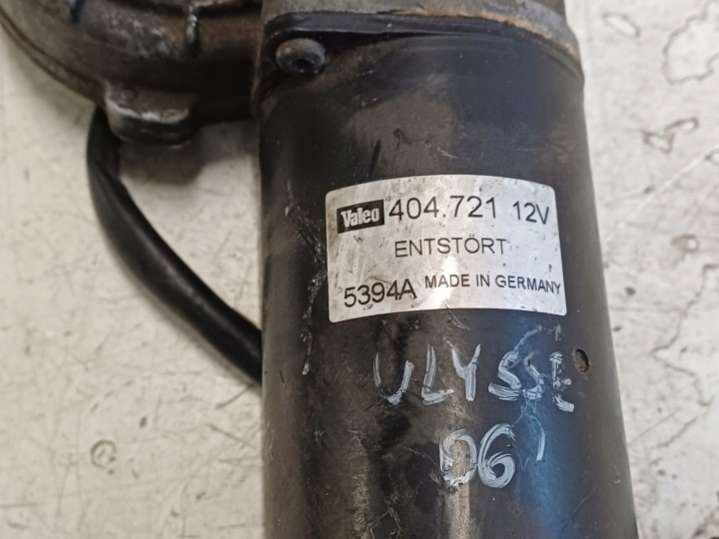 Valeo 404.721 12V
ENTSTÖRT
5394A MADE IN GERMANY
ULYSSE
06'